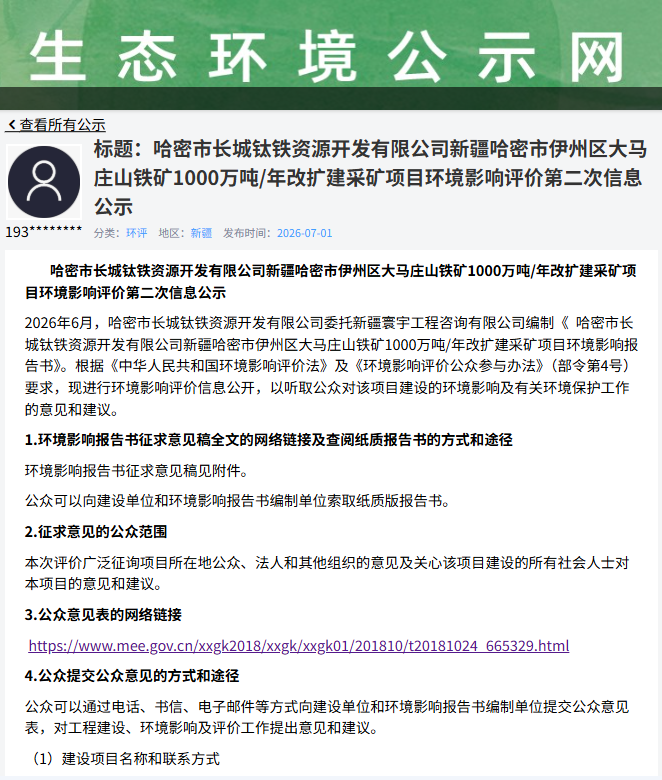 生态环境公示网
查看所有公示
标题：哈密市长城钛铁资源开发有限公司新疆哈密市伊州区大马
庄山铁矿1000万吨/年改扩建采矿项目环境影响评价第二次信息
公示
193********
分类：环评 地区：新疆 发布时间：2026-07-01
哈密市长城钛铁资源开发有限公司新疆哈密市伊州区大马庄山铁矿1000万吨/年改扩建采矿项
目环境影响评价第二次信息公示
2026年6月，哈密市长城钛铁资源开发有限公司委托新疆寰宇工程咨询有限公司编制《 哈密市长
城钛铁资源开发有限公司新疆哈密市伊州区大马庄山铁矿1000万吨/年改扩建采矿项目环境影响报
告书》。根据《中华人民共和国环境影响评价法》及《环境影响评价公众参与办法》（部令第4号）
要求，现进行环境影响评价信息公开，以听取公众对该项目建设的环境影响及有关环境保护工作
的意见和建议。
1.环境影响报告书征求意见稿全文的网络链接及查阅纸质报告书的方式和途径
环境影响报告书征求意见稿见附件。
公众可以向建设单位和环境影响报告书编制单位索取纸质版报告书。
2.征求意见的公众范围
本次评价广泛征询项目所在地公众、法人和其他组织的意见及关心该项目建设的所有社会人士对
本项目的意见和建议。
3.公众意见表的网络链接
https://www.mee.gov.cn/xxgk2018/xxgk/xxgk01/201810/t20181024_665329.html
4.公众提交公众意见的方式和途径
公众可以通过电话、书信、电子邮件等方式向建设单位和环境影响报告书编制单位提交公众意见
表，对工程建设、环境影响及评价工作提出意见和建议。
（1）建设项目名称和联系方式